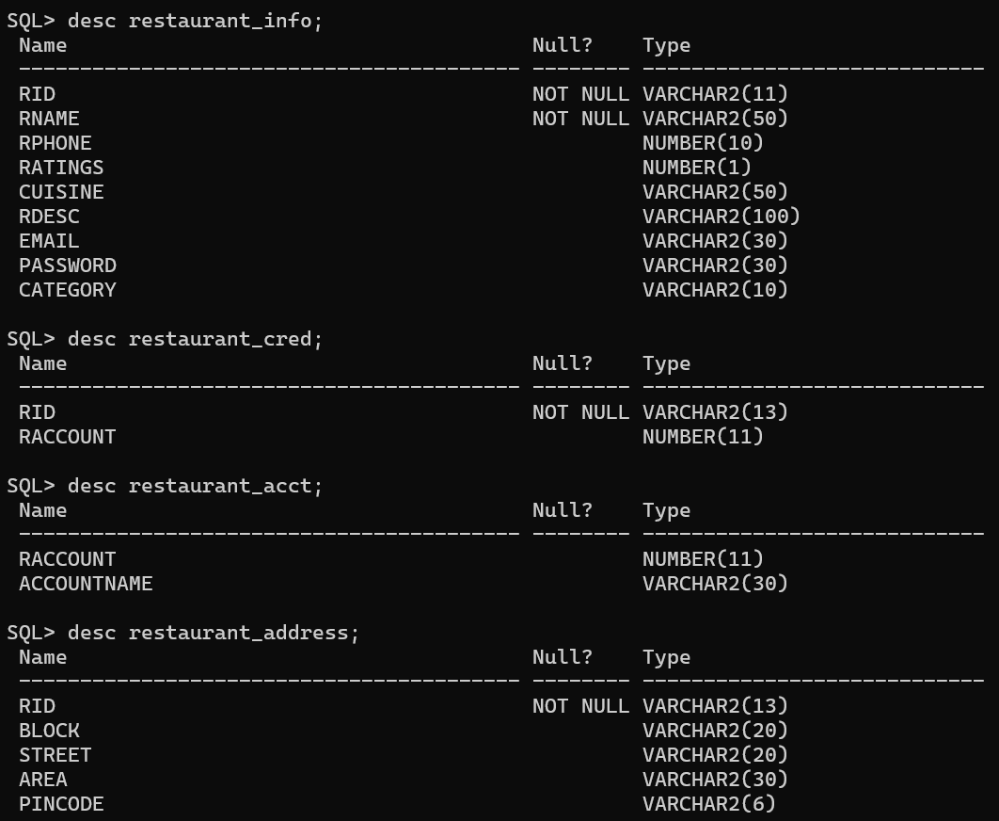 SQL> desc restaurant_info;
 Name                                      Null?    Type
 ----------------------------------------- -------- ----------------------------
 RID                                       NOT NULL VARCHAR2(11)
 RNAME                                     NOT NULL VARCHAR2(50)
 RPHONE                                             NUMBER(10)
 RATINGS                                            NUMBER(1)
 CUISINE                                            VARCHAR2(50)
 RDESC                                              VARCHAR2(100)
 EMAIL                                              VARCHAR2(30)
 PASSWORD                                           VARCHAR2(30)
 CATEGORY                                           VARCHAR2(10)

SQL> desc restaurant_cred;
 Name                                      Null?    Type
 ----------------------------------------- -------- ----------------------------
 RID                                       NOT NULL VARCHAR2(13)
 RACCOUNT                                           NUMBER(11)

SQL> desc restaurant_acct;
 Name                                      Null?    Type
 ----------------------------------------- -------- ----------------------------
 RACCOUNT                                           NUMBER(11)
 ACCOUNTNAME                                        VARCHAR2(30)

SQL> desc restaurant_address;
 Name                                      Null?    Type
 ----------------------------------------- -------- ----------------------------
 RID                                       NOT NULL VARCHAR2(13)
 BLOCK                                              VARCHAR2(20)
 STREET                                             VARCHAR2(20)
 AREA                                               VARCHAR2(30)
 PINCODE                                            VARCHAR2(6)